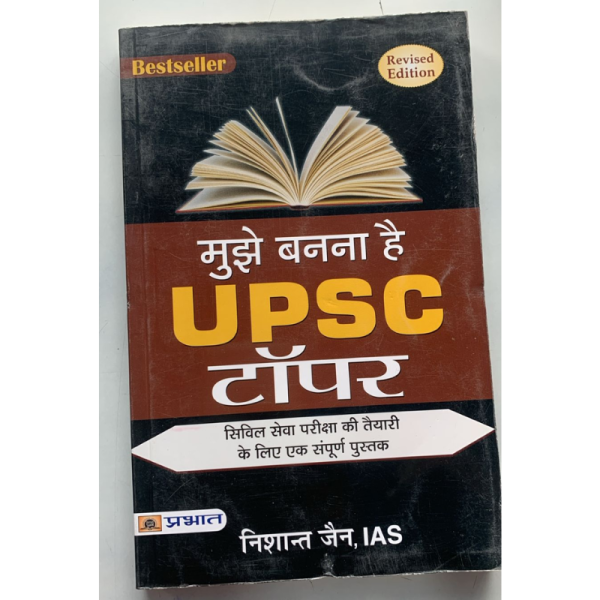 Bestseller
Revised
Edition
मुझे बनना है
UPSC
टॉपर
सिविल सेवा परीक्षा की तैयारी
के लिए एक संपूर्ण पुस्तक
प्रभात
निशान्त जैन, IAS